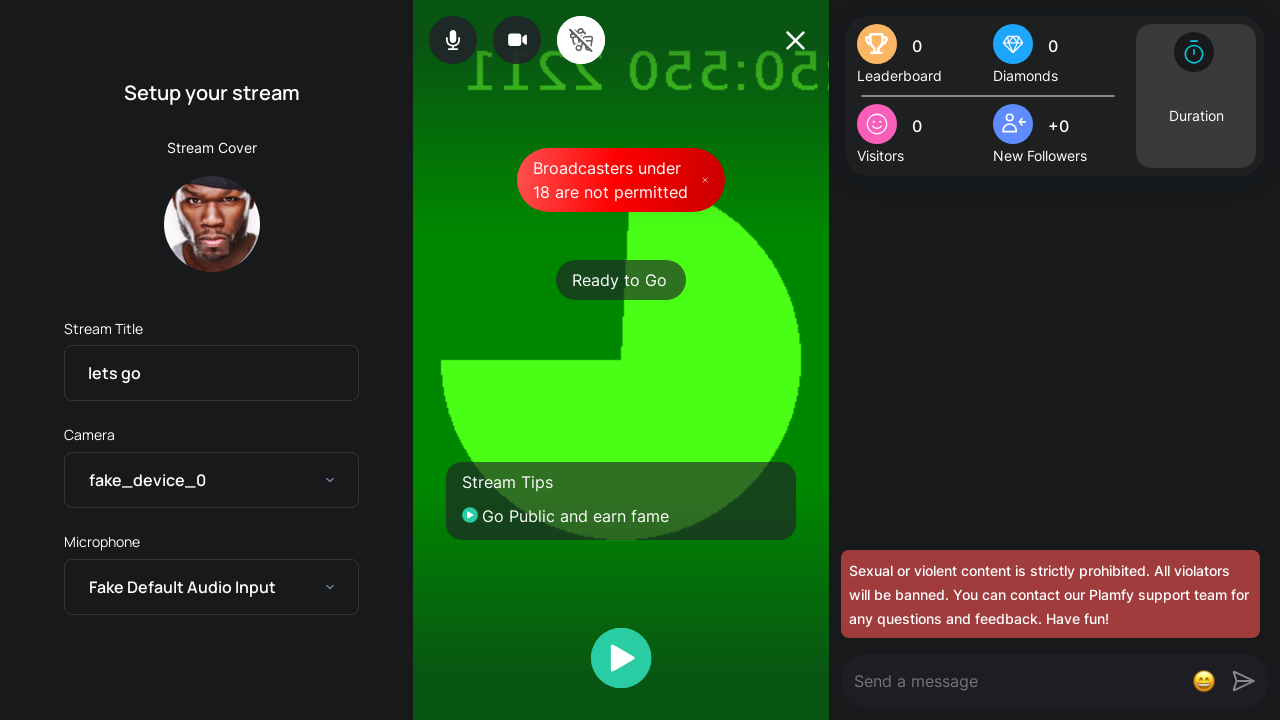 Setup your stream
Stream Cover
Stream Title
lets go
Camera
fake_device_0
Microphone
Fake Default Audio Input
Broadcasters under
18 are not permitted
Ready to Go
Stream Tips
Go Public and earn fame
0
Leaderboard
0
Diamonds
0
Visitors
+0
New Followers
Duration
Sexual or violent content is strictly prohibited. All violators
will be banned. You can contact our Plamfy support team for
any questions and feedback. Have fun!
Send a message